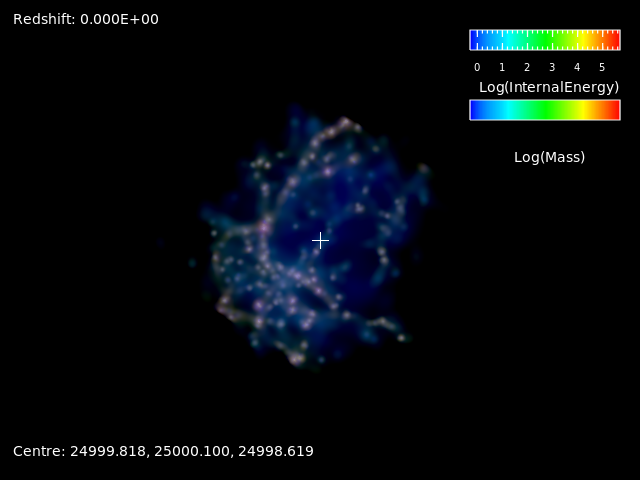 Redshift: 0.000E+00
0 1 2 3 4 5
Log(InternalEnergy)
Log(Mass)
Centre: 24999.818, 25000.100, 24998.619